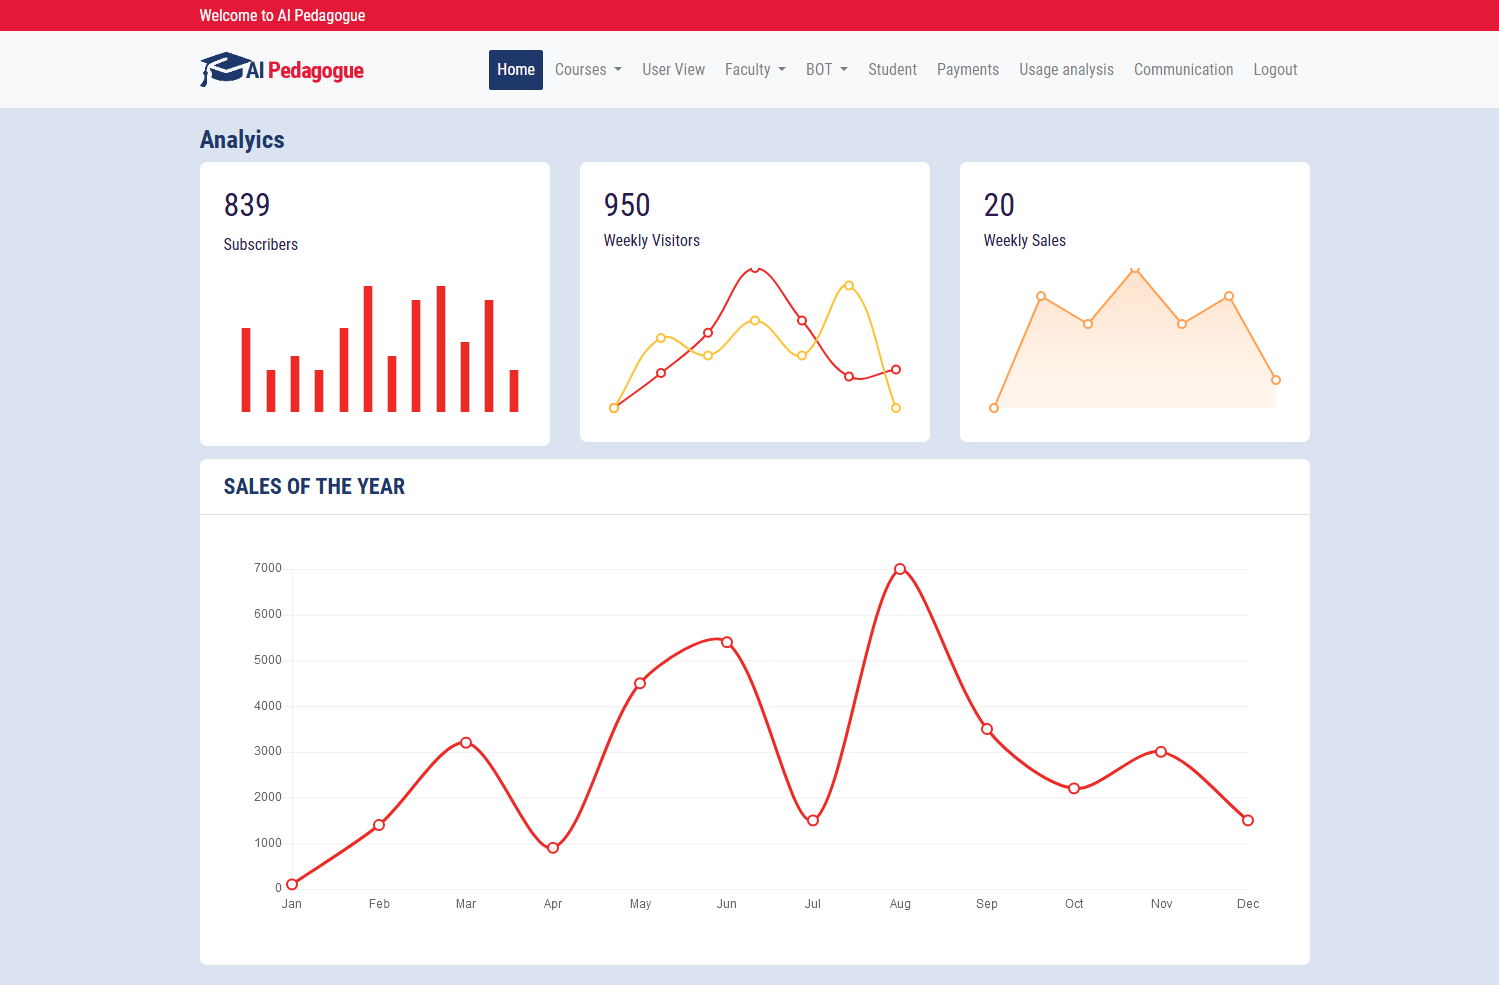 Welcome to AI Pedagogue
AI Pedagogue
Home Courses User View Faculty BOT Student Payments Usage analysis Communication Logout
Analyics
839
Subscribers
950
Weekly Visitors
20
Weekly Sales
SALES OF THE YEAR
7000
6000
5000
4000
3000
2000
1000
0
Jan Feb Mar Apr May Jun Jul Aug Sep Oct Nov Dec